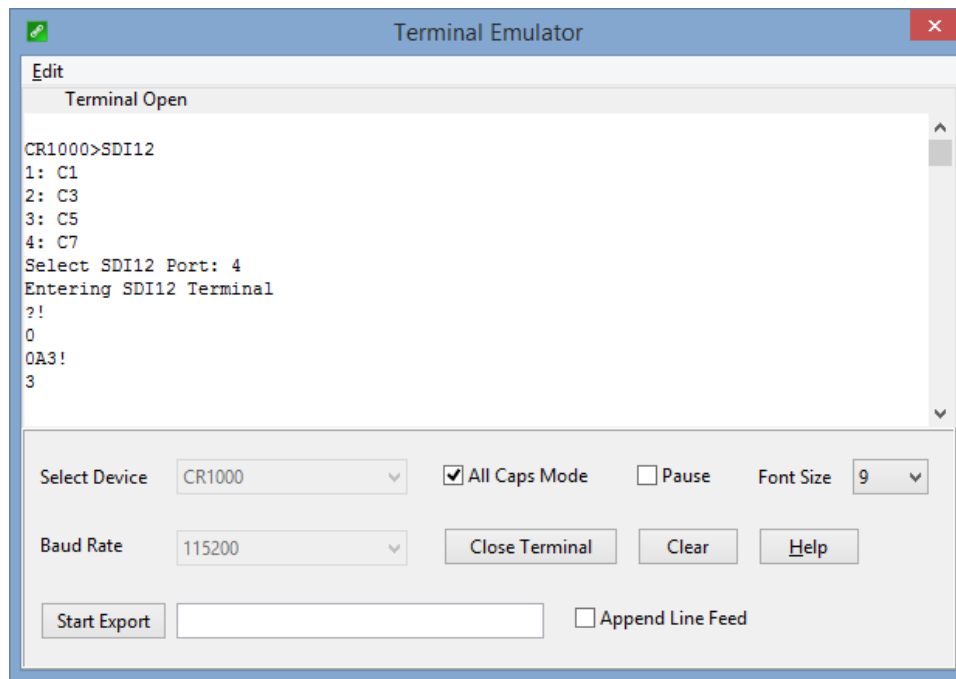 Terminal Emulator
Edit
Terminal Open
CR1000>SDI12
1: C1
2: C3
3: C5
4: C7
Select SDI12 Port: 4
Entering SDI12 Terminal
?!
0
0A3!
3
Select Device CR1000 All Caps Mode Pause Font Size 9
Baud Rate 115200 Close Terminal Clear Help
Start Export Append Line Feed